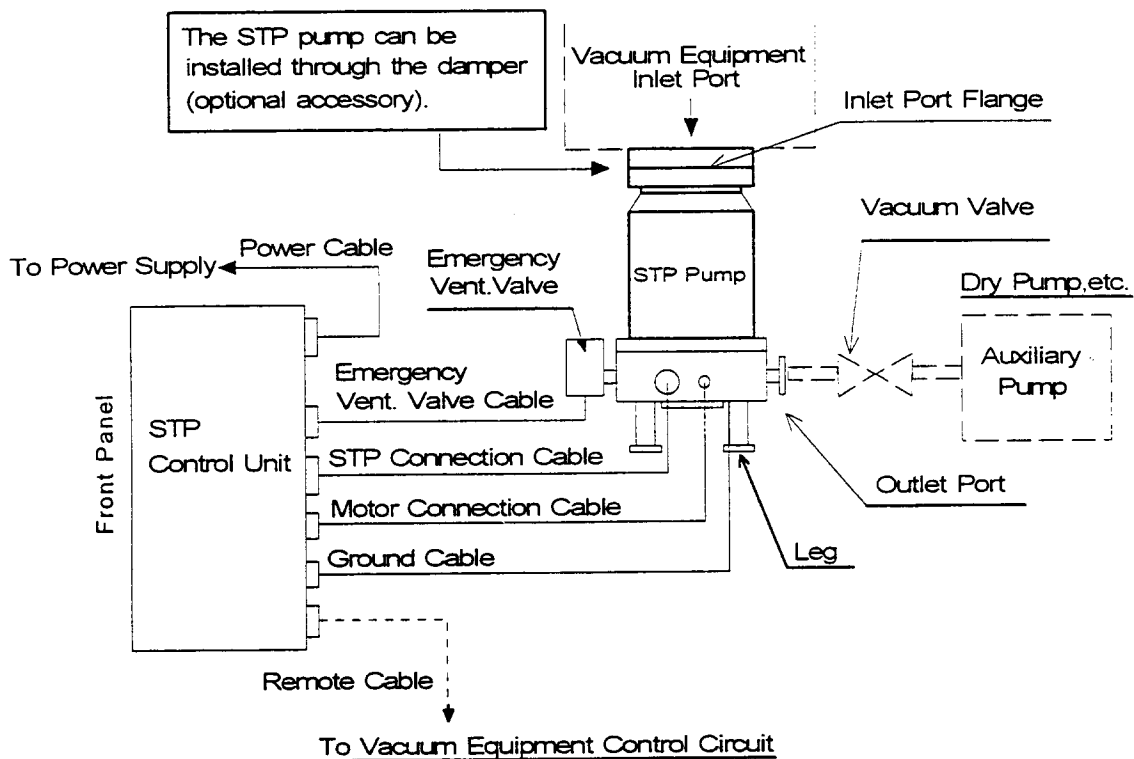 The STP pump can be
installed through the damper
(optional accessory).
Vacuum Equipment
Inlet Port
Inlet Port Flange
Vacuum Valve
Power Cable
To Power Supply
Emergency
Vent.Valve
STP Pump
Dry Pump,etc.
Auxiliary
Pump
Emergency
Vent. Valve Cable
Front Panel
STP
Control Unit
STP Connection Cable
Outlet Port
Motor Connection Cable
Leg
Ground Cable
Remote Cable
To Vacuum Equipment Control Circuit